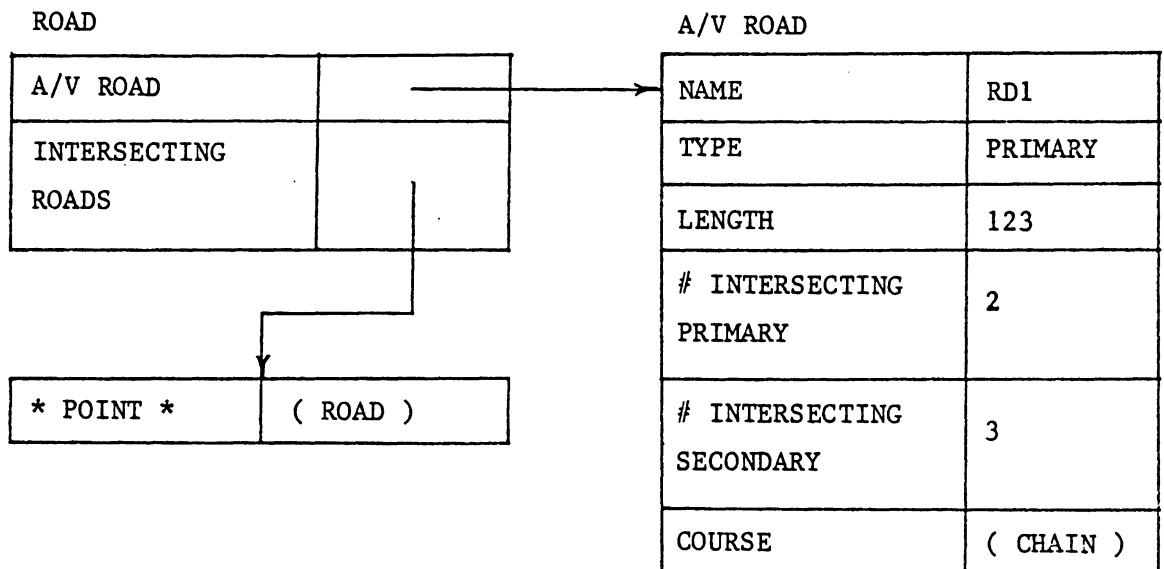 ROAD
A/V ROAD
INTERSECTING
ROADS
* POINT * ( ROAD )
A/V ROAD
NAME RD1
TYPE PRIMARY
LENGTH 123
# INTERSECTING
PRIMARY 2
# INTERSECTING
SECONDARY 3
COURSE ( CHAIN )